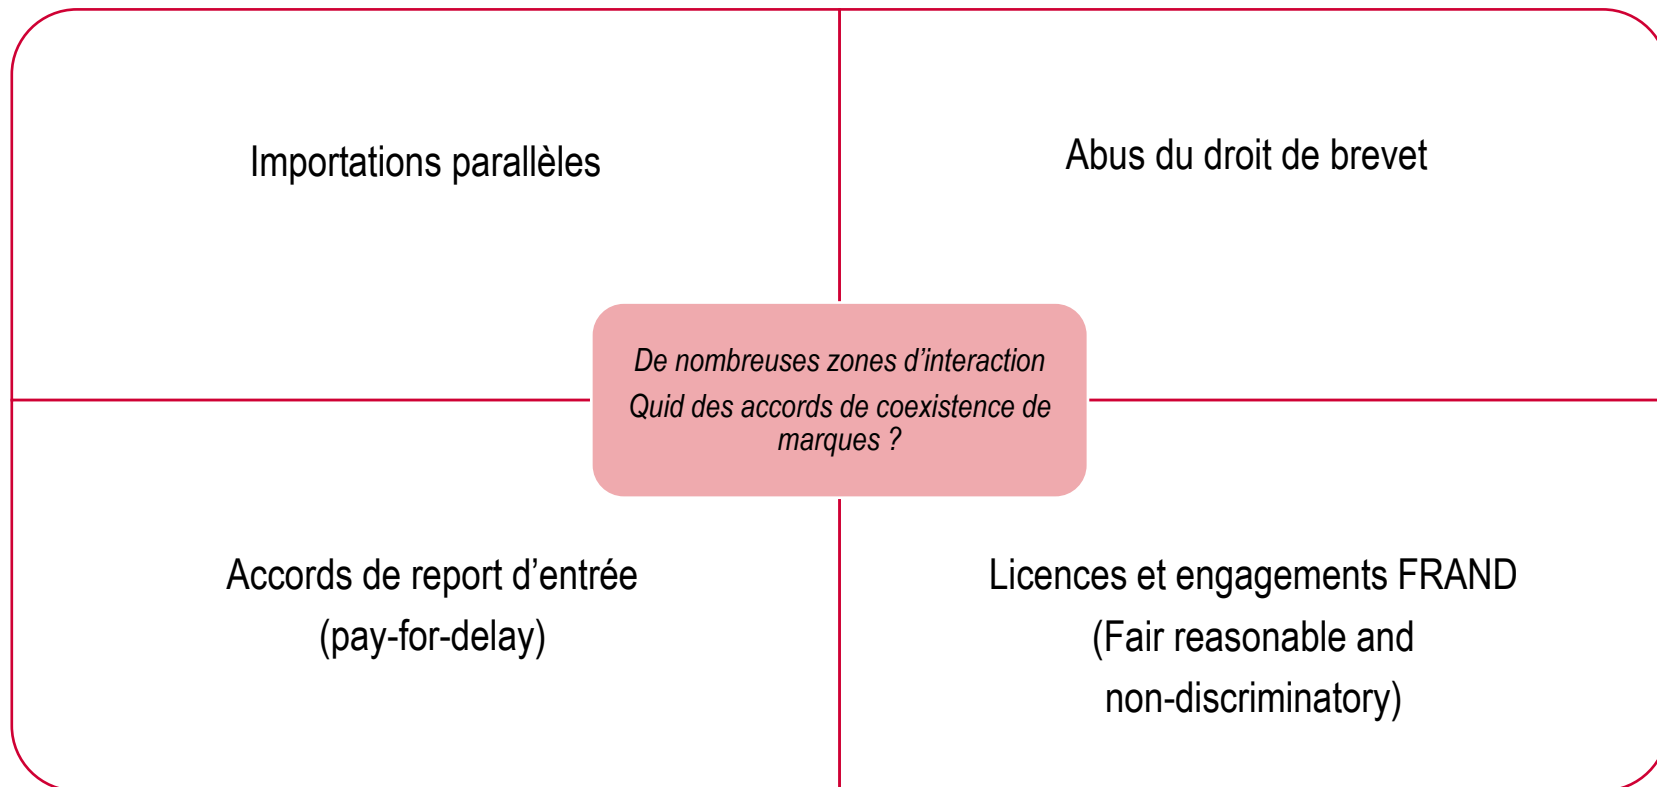 Importations parallèles
Abus du droit de brevet
De nombreuses zones d’interaction
Quid des accords de coexistence de
marques ?
Accords de report d’entrée
(pay-for-delay)
Licences et engagements FRAND
(Fair reasonable and
non-discriminatory)